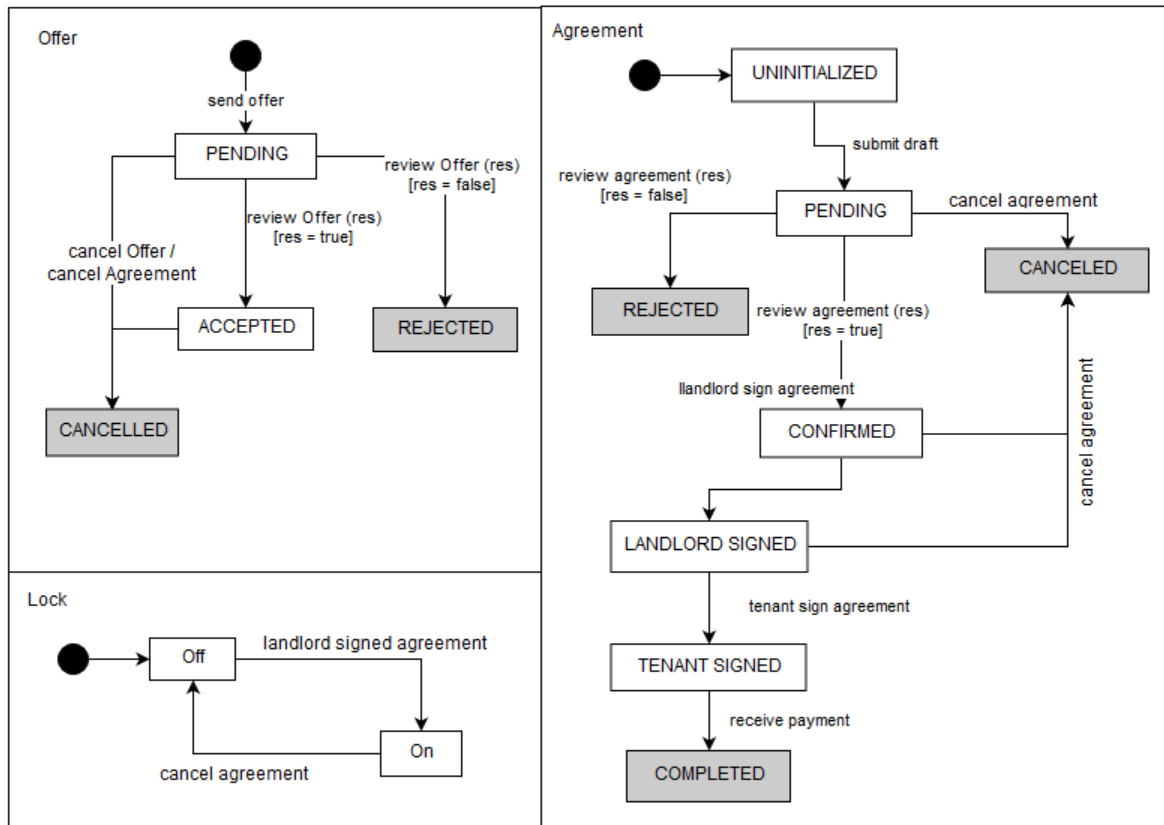 Offer
send offer
PENDING
review Offer (res)
[res = false]
review Offer (res)
[res = true]
cancel Offer /
cancel Agreement
ACCEPTED
REJECTED
CANCELLED
Lock
Off
landlord signed agreement
On
cancel agreement
Agreement
UNINITIALIZED
submit draft
review agreement (res)
[res = false]
PENDING
cancel agreement
CANCELED
REJECTED
review agreement (res)
[res = true]
llandlord sign agreement
CONFIRMED
cancel agreement
LANDLORD SIGNED
tenant sign agreement
TENANT SIGNED
receive payment
COMPLETED